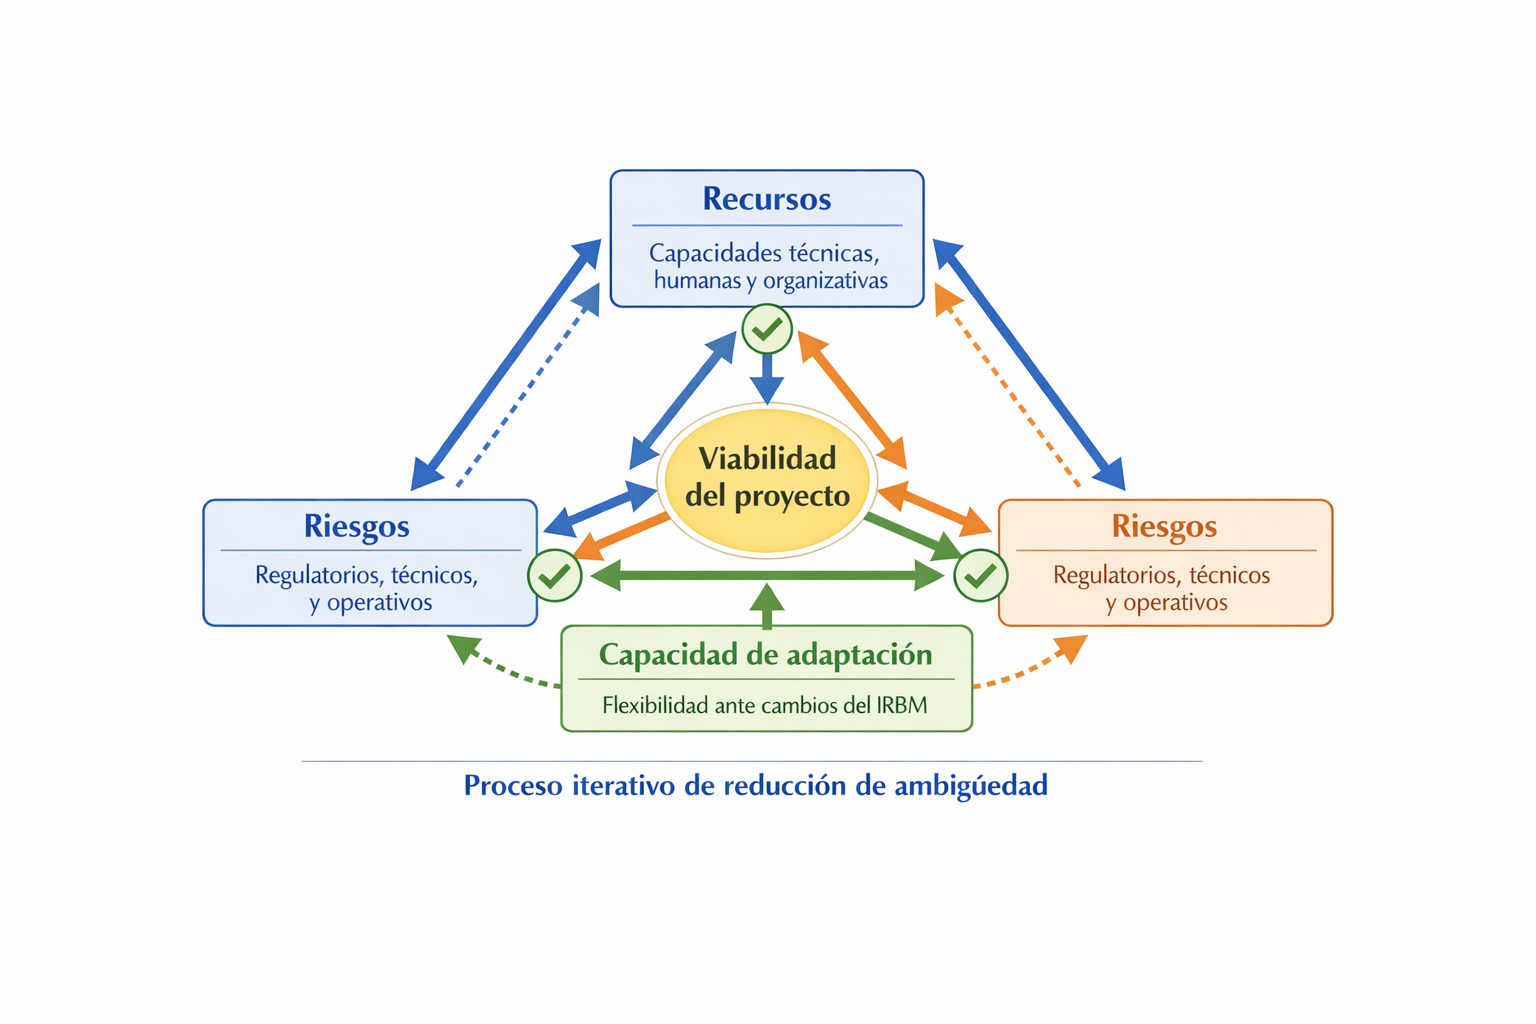 Recursos
Capacidades técnicas,
humanas y organizativas
Viabilidad
del proyecto
Riesgos
Regulatorios, técnicos,
y operativos
Riesgos
Regulatorios, técnicos
y operativos
Capacidad de adaptación
Flexibilidad ante cambios del IRBM
Proceso iterativo de reducción de ambigúedad